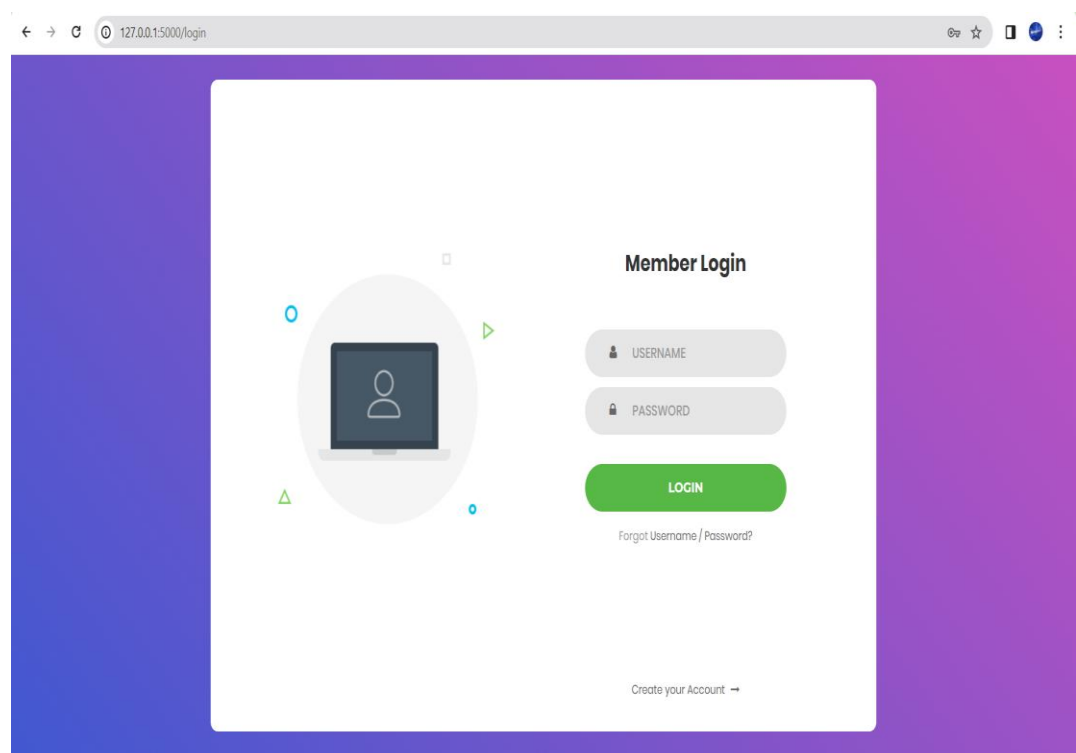 127.0.0.1:5000/login
Member Login
USERNAME
PASSWORD
LOGIN
Forgot Username / Password?
Create your Account →